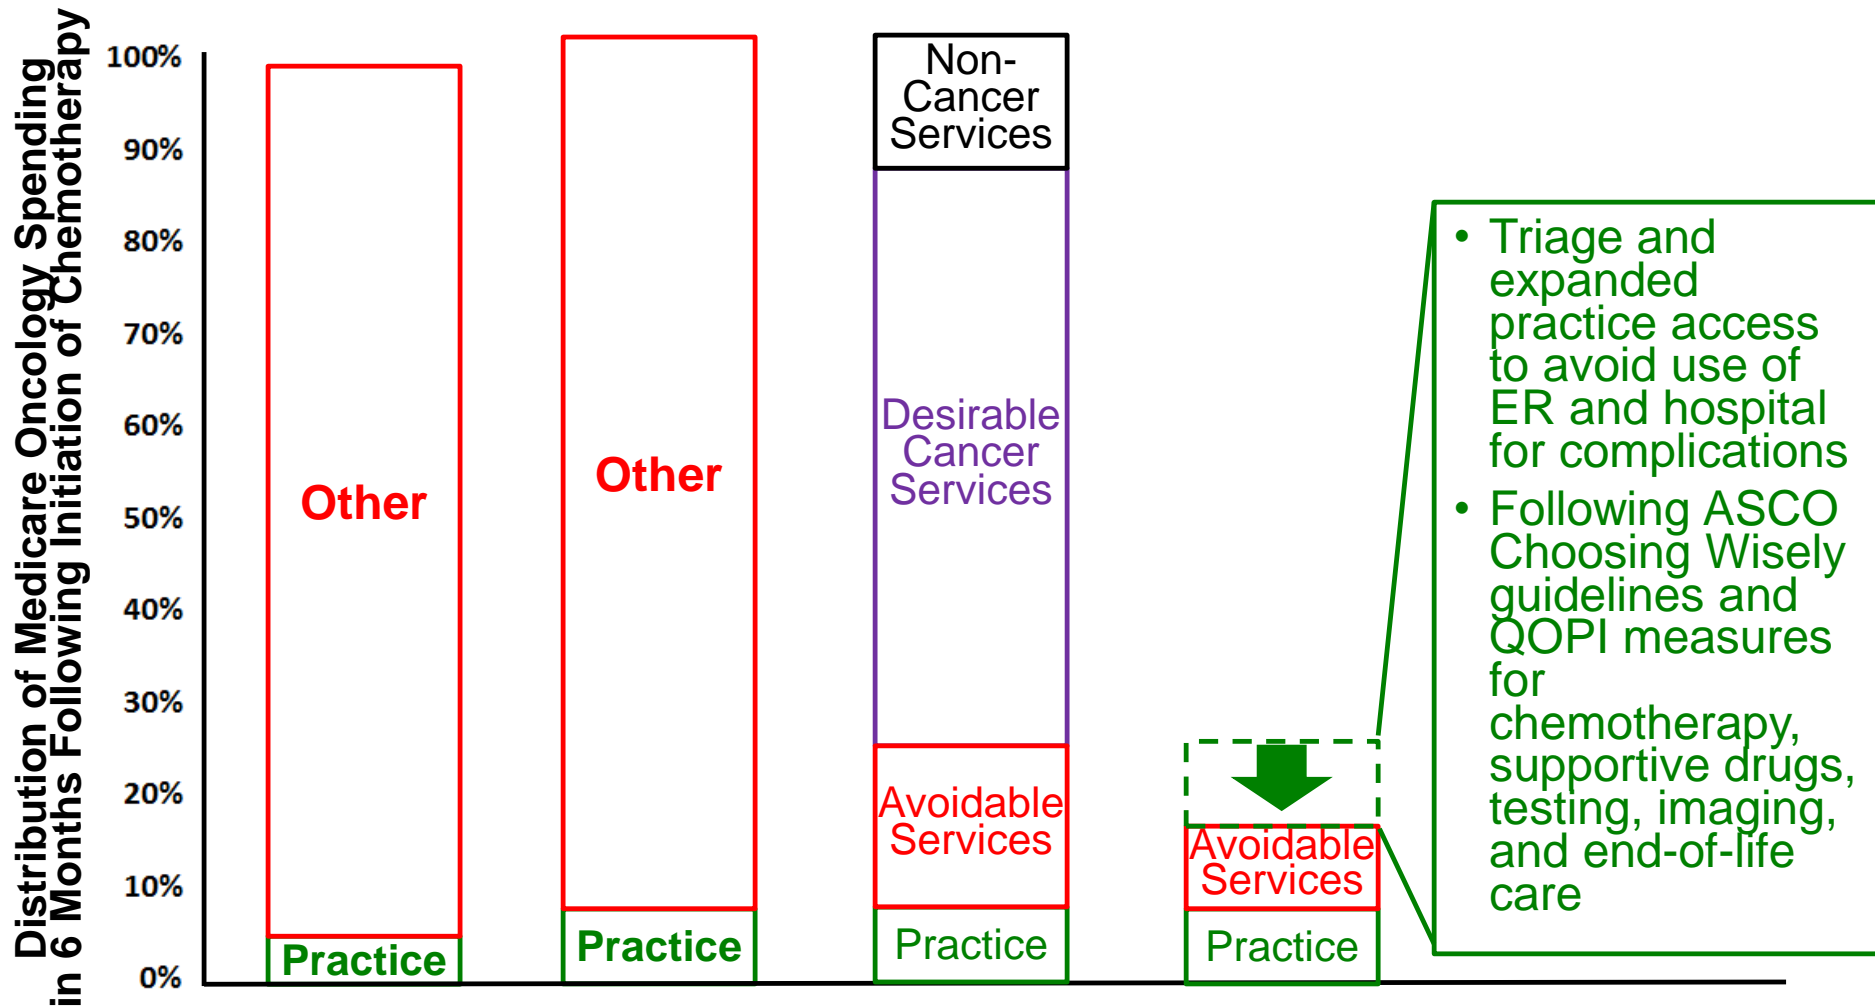 Distribution of Medicare Oncology Spending
in 6 Months Following Initiation of Chemotherapy
100%
90%
80%
70%
60%
50%
40%
30%
20%
10%
0%
Other
Practice
Other
Practice
Non-
Cancer
Services
Desirable
Cancer
Services
Avoidable
Services
Practice
Avoidable
Services
Practice
• Triage and
expanded
practice access
to avoid use of
ER and hospital
for complications
• Following ASCO
Choosing Wisely
guidelines and
QOPI measures
for
chemotherapy,
supportive drugs,
testing, imaging,
and end-of-life
care